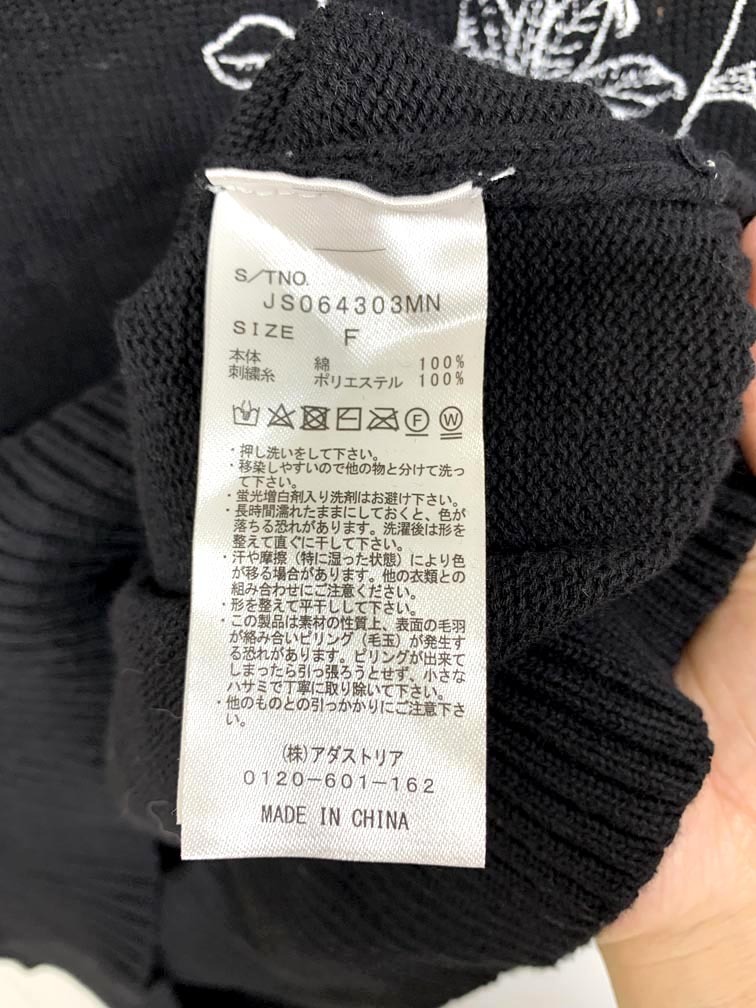 S/TNO.
JS064303MN
SIZE F
本体 綿 100%
刺繍糸 ポリエステル 100%
F W
・押し洗いをして下さい。
・移染しやすいので他の物と分けて洗っ
て下さい。
・蛍光増白剤入り洗剤はお避け下さい。
・長時間濡れたままにしておくと、色が
落ちる恐れがあります。洗濯後は形を
整えて直ぐに干して下さい。
・汗や摩擦（特に湿った状態）により色
が移る場合があります。他の衣類との
組み合わせにご注意ください。
・形を整えて平干しして下さい。
・この製品は素材の性質上、表面の毛羽
が絡み合いピリング（毛玉）が発生す
る恐れがあります。ピリングが出来て
しまったら引っ張ろうとせず、小さな
ハサミで丁寧に取り除いて下さい。
・他のものとの引っかかりにご注意下さ
い。
(株)アダストリア
0120-601-162
MADE IN CHINA